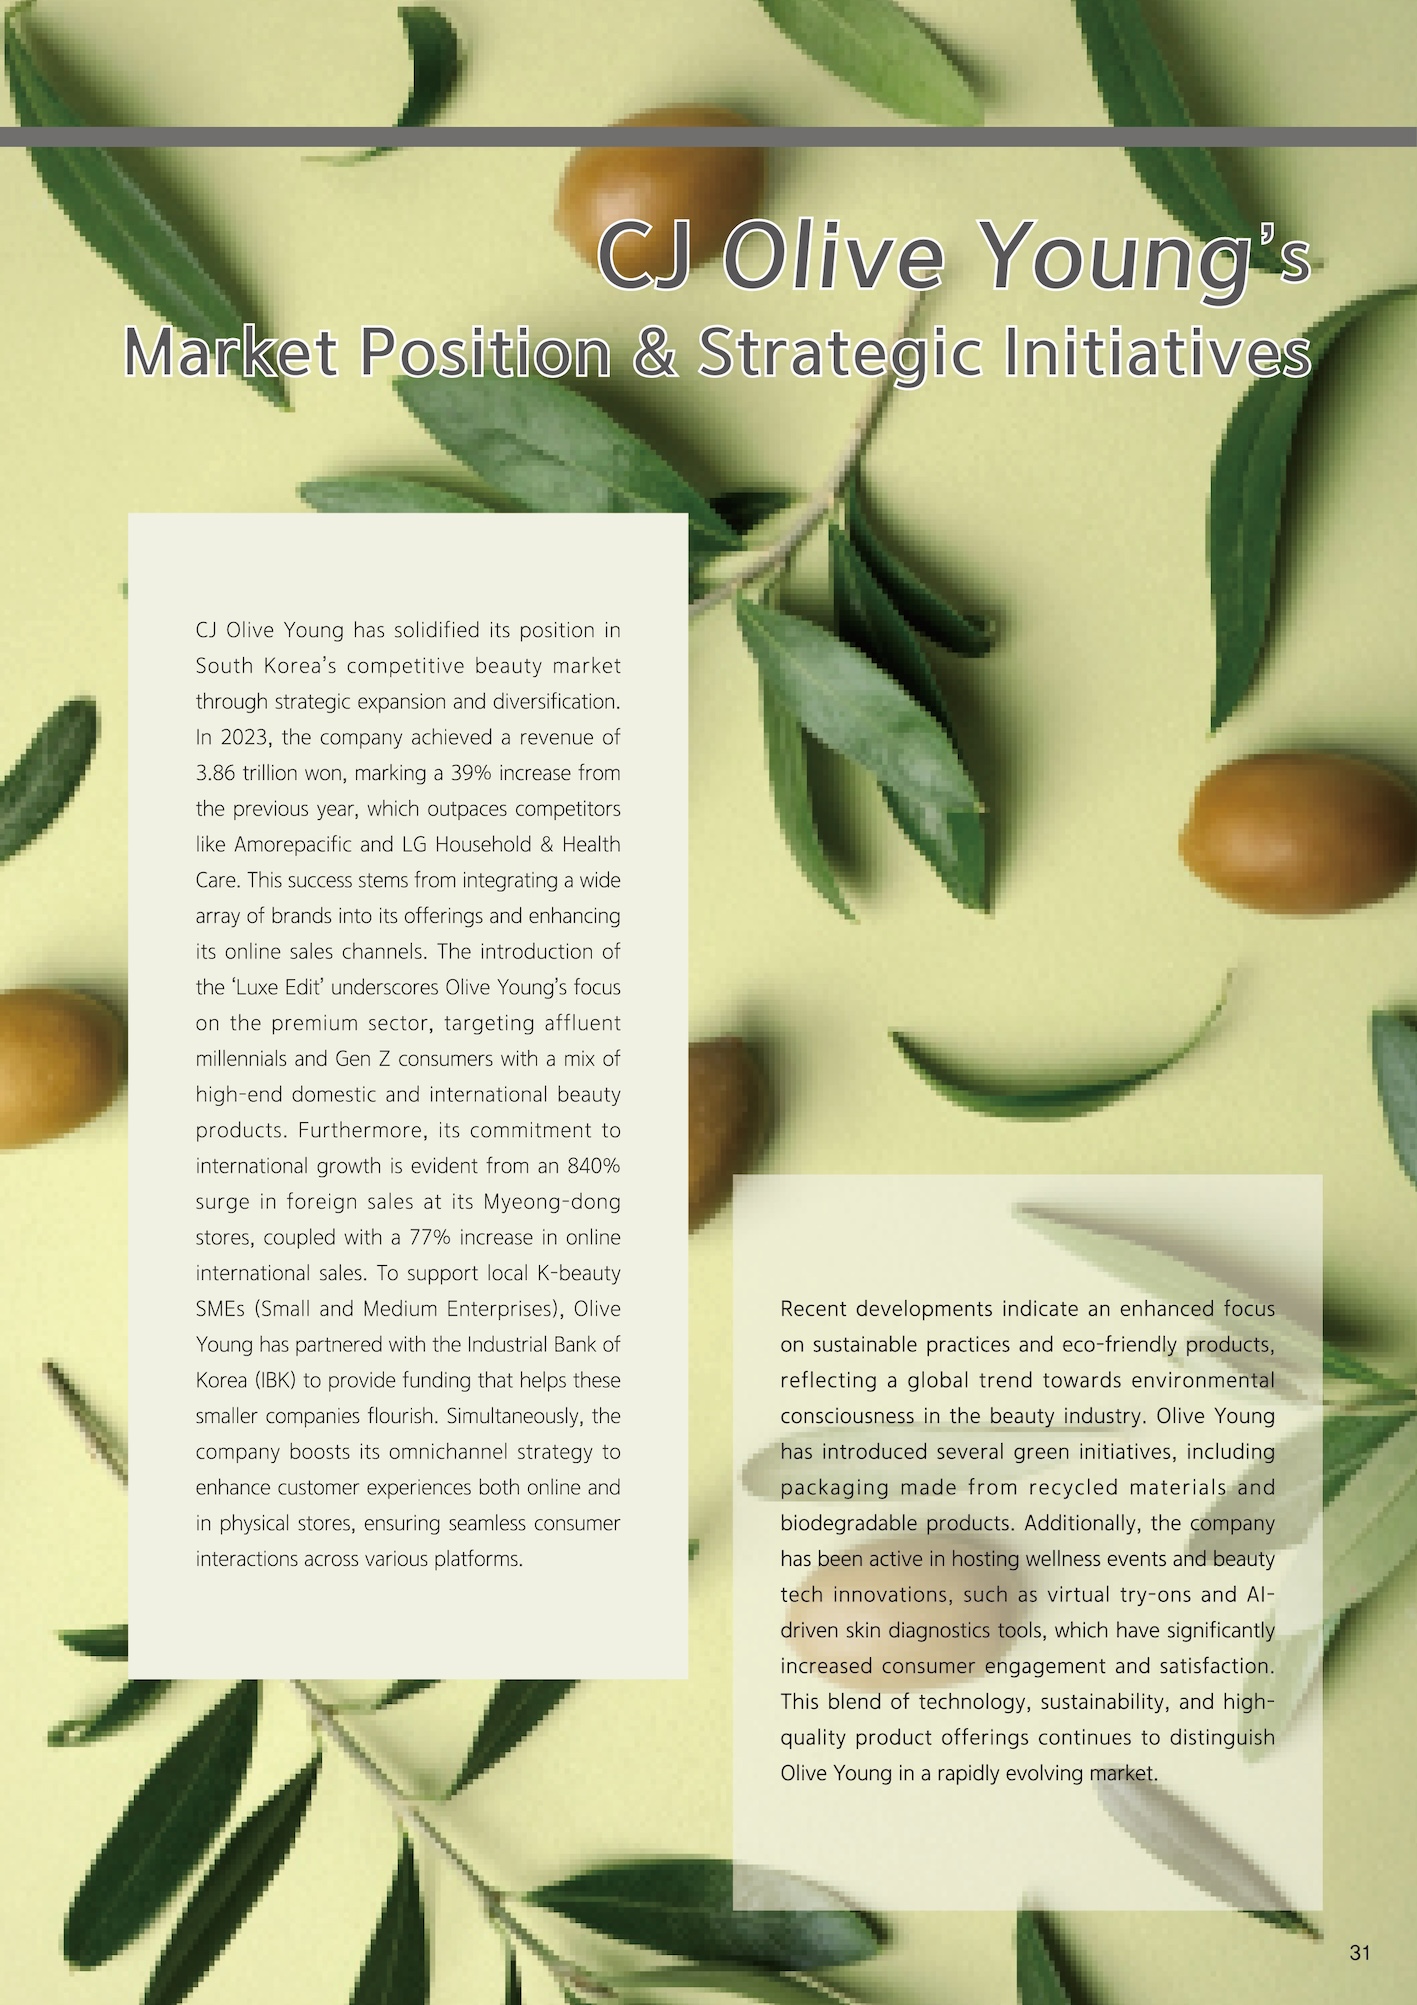 CJ Olive Young’s
Market Position & Strategic Initiatives
CJ Olive Young has solidified its position in
South Korea’s competitive beauty market
through strategic expansion and diversification.
In 2023, the company achieved a revenue of
3.86 trillion won, marking a 39% increase from
the previous year, which outpaces competitors
like Amorepacific and LG Household & Health
Care. This success stems from integrating a wide
array of brands into its offerings and enhancing
its online sales channels. The introduction of
the ‘Luxe Edit’ underscores Olive Young’s focus
on the premium sector, targeting affluent
millennials and Gen Z consumers with a mix of
high-end domestic and international beauty
products. Furthermore, its commitment to
international growth is evident from an 840%
surge in foreign sales at its Myeong-dong
stores, coupled with a 77% increase in online
international sales. To support local K-beauty
SMEs (Small and Medium Enterprises), Olive
Young has partnered with the Industrial Bank of
Korea (IBK) to provide funding that helps these
smaller companies flourish. Simultaneously, the
company boosts its omnichannel strategy to
enhance customer experiences both online and
in physical stores, ensuring seamless consumer
interactions across various platforms.
Recent developments indicate an enhanced focus
on sustainable practices and eco-friendly products,
reflecting a global trend towards environmental
consciousness in the beauty industry. Olive Young
has introduced several green initiatives, including
packaging made from recycled materials and
biodegradable products. Additionally, the company
has been active in hosting wellness events and beauty
tech innovations, such as virtual try-ons and AI-
driven skin diagnostics tools, which have significantly
increased consumer engagement and satisfaction.
This blend of technology, sustainability, and high-
quality product offerings continues to distinguish
Olive Young in a rapidly evolving market.
31